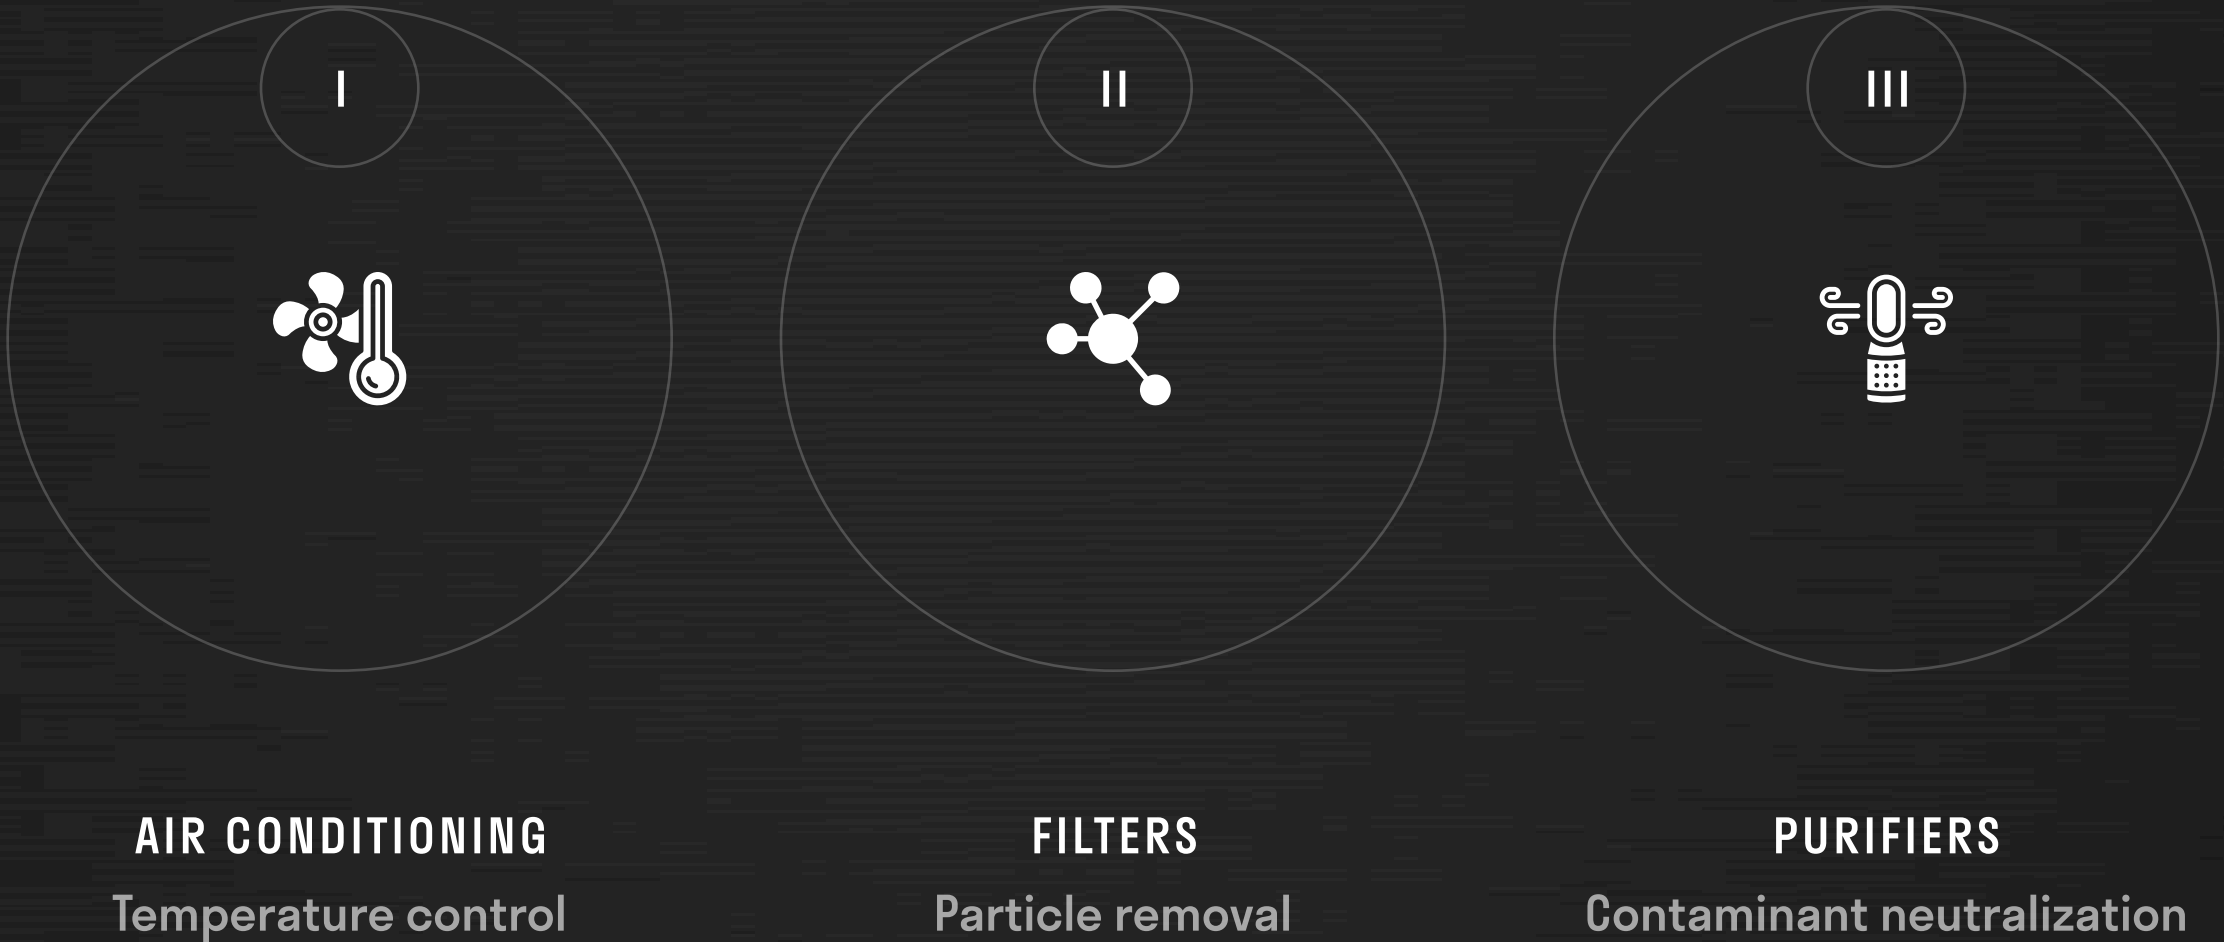 I
II
III
AIR CONDITIONING
Temperature control
FILTERS
Particle removal
PURIFIERS
Contaminant neutralization